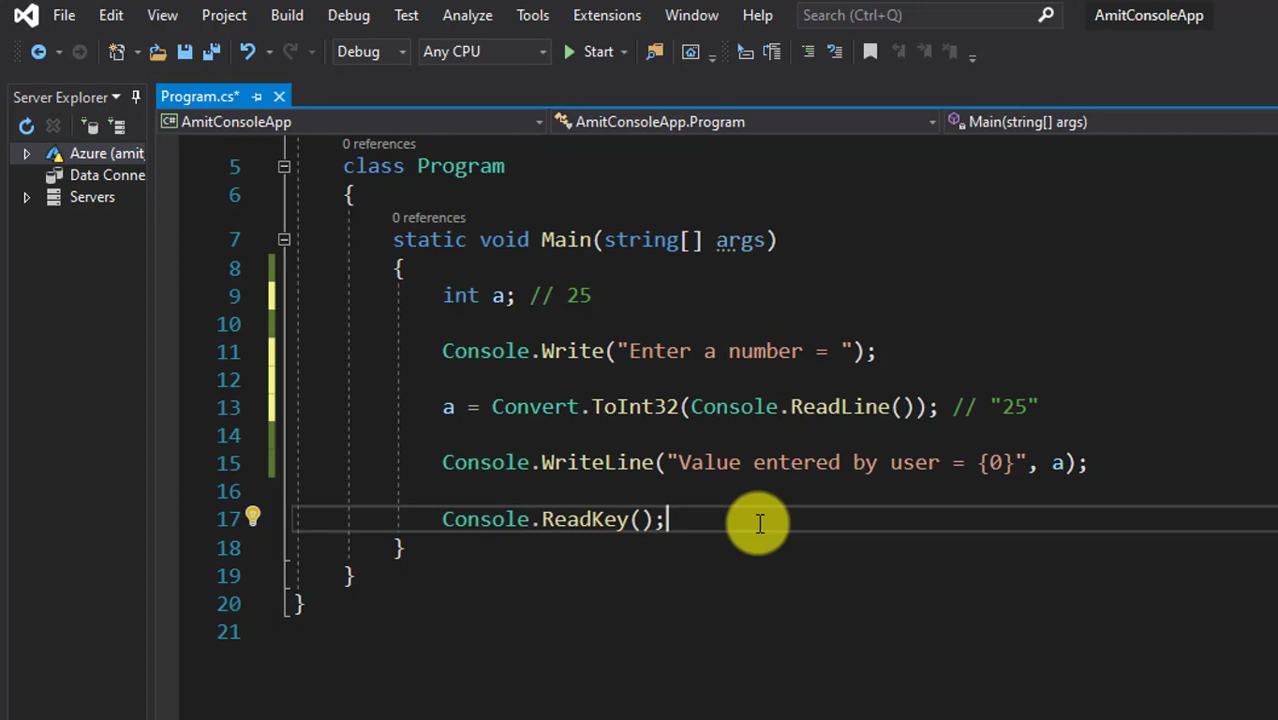 File Edit View Project Build Debug Test Analyze Tools Extensions Window Help Search (Ctrl+Q) AmitConsoleApp
Debug Any CPU Start
Server Explorer
Azure (amit
Data Conne
Servers
Program.cs*
AmitConsoleApp AmitConsoleApp.Program Main(string[] args)
0 references
5 class Program
6 {
0 references
7 static void Main(string[] args)
8 {
9 int a; // 25
10
11 Console.Write("Enter a number = ");
12
13 a = Convert.ToInt32(Console.ReadLine()); // "25"
14
15 Console.WriteLine("Value entered by user = {0}", a);
16
17 Console.ReadKey();
18 }
19 }
20 }
21